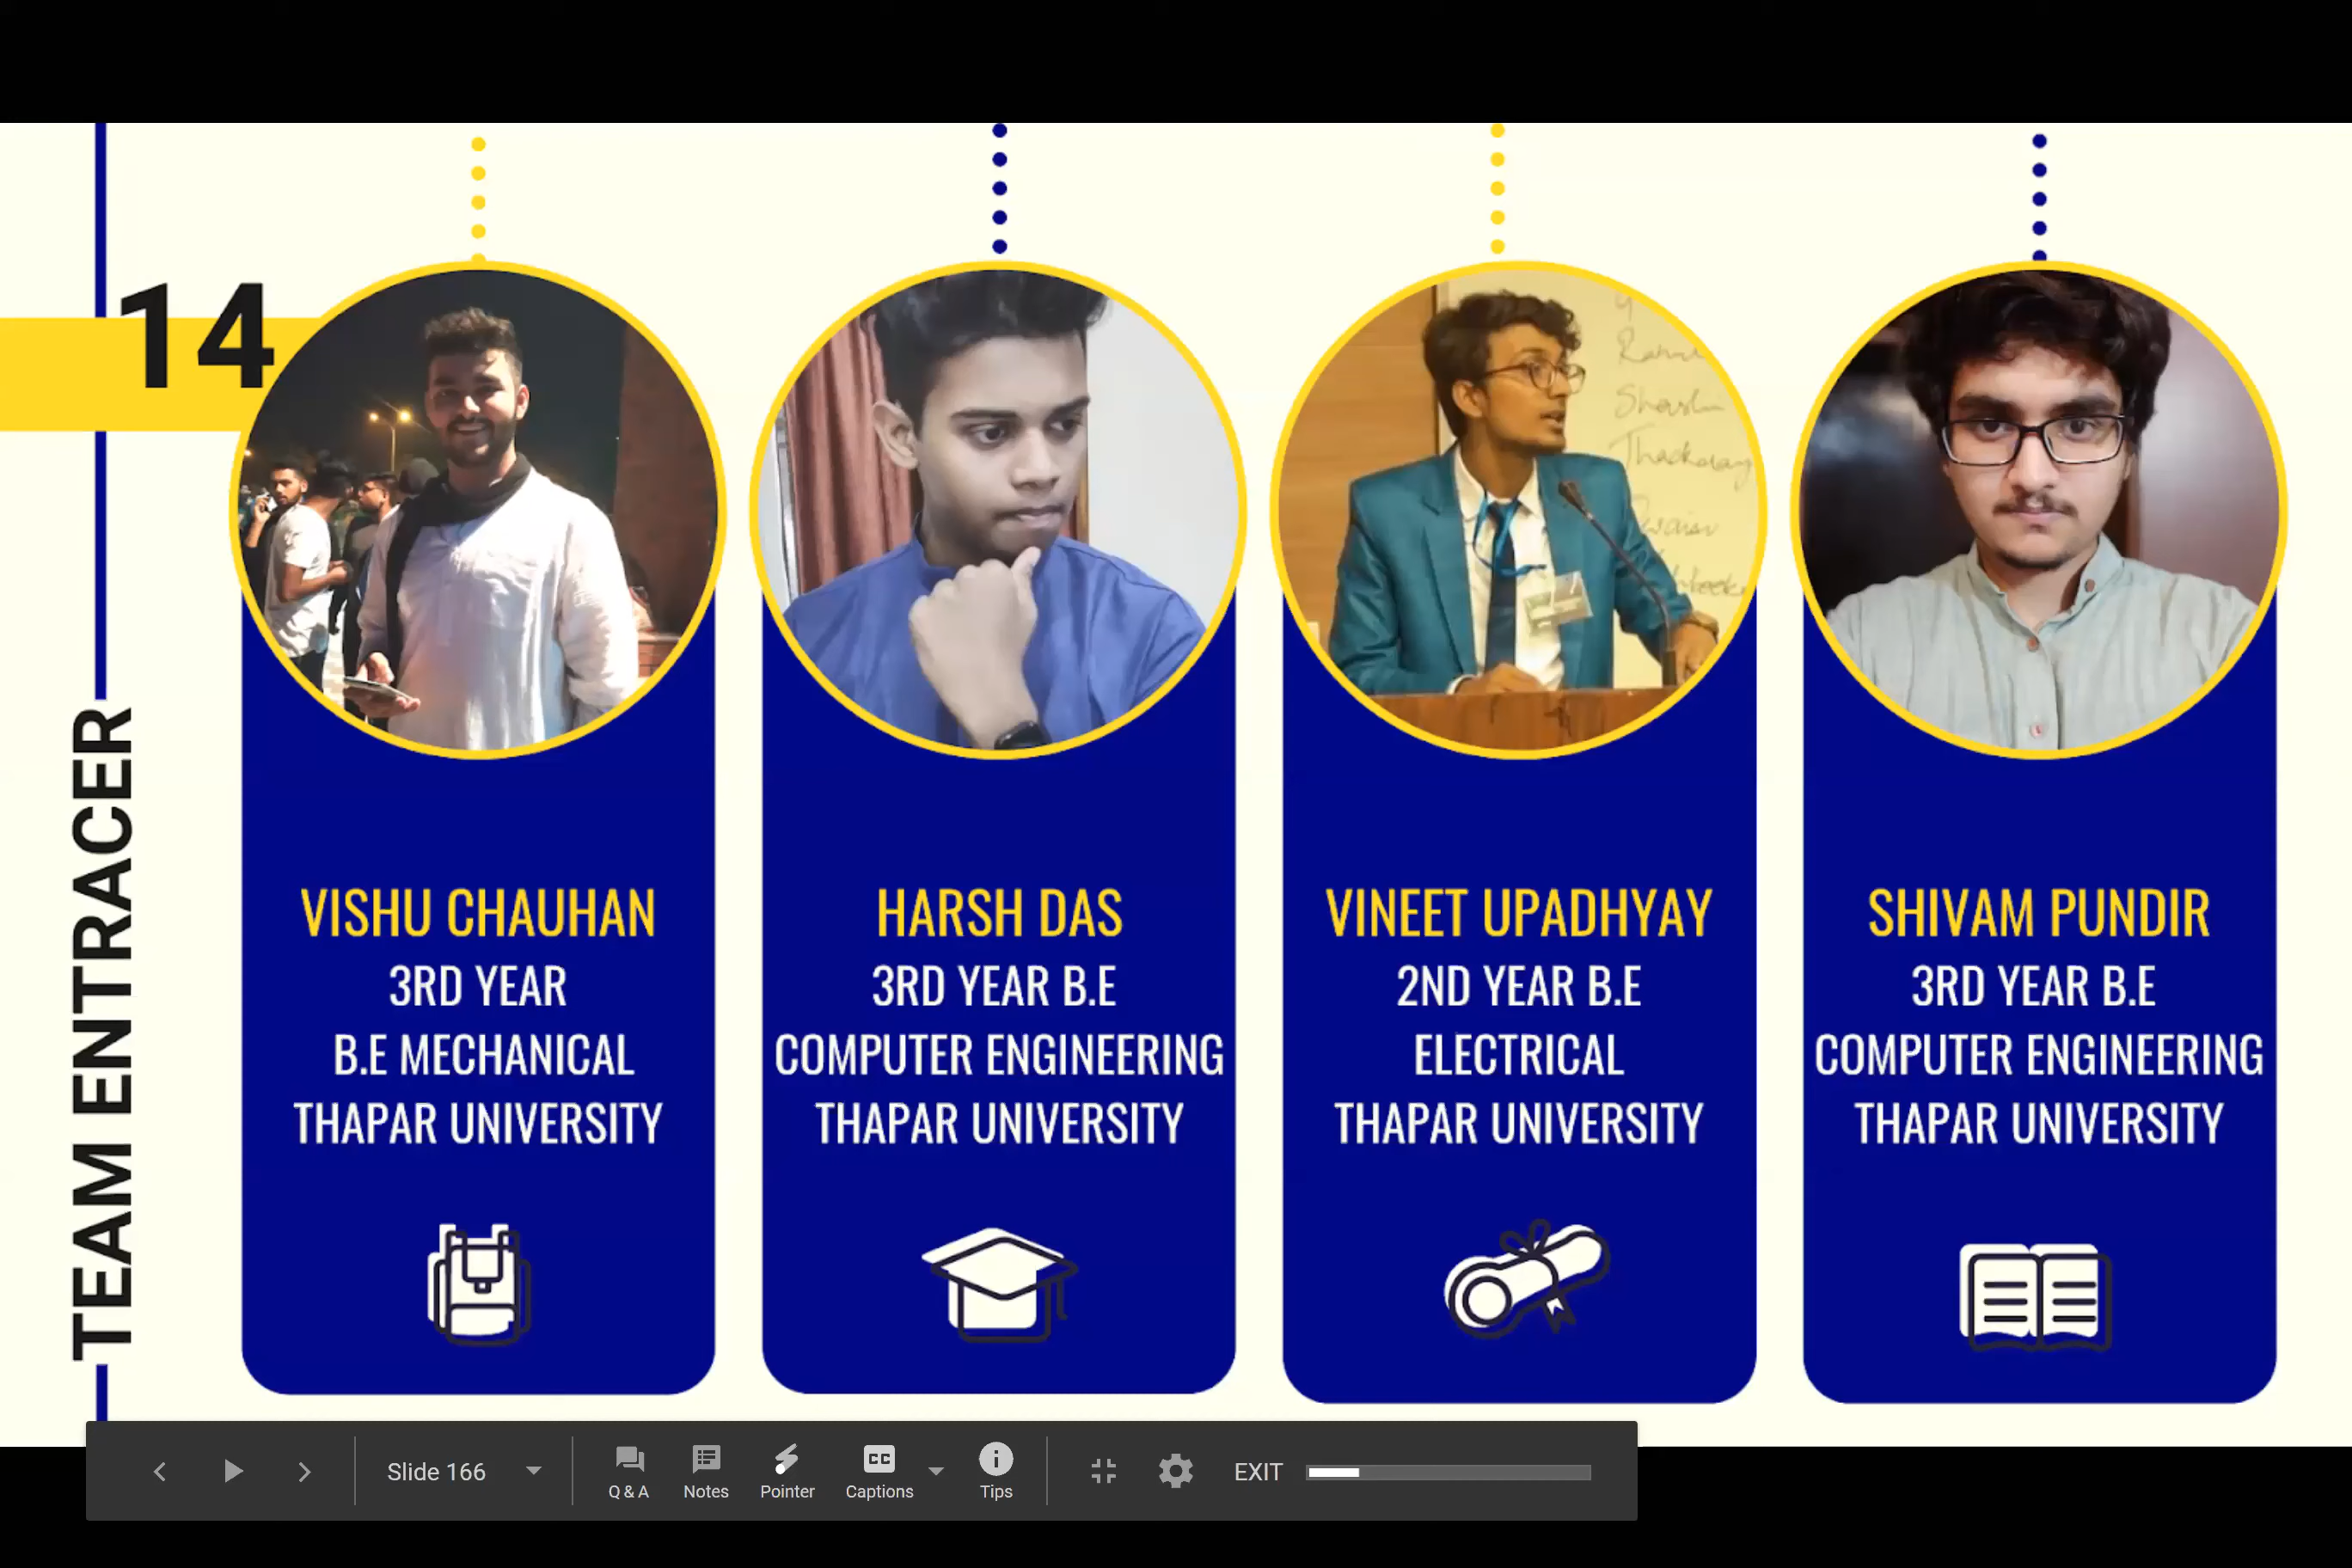 14
TEAM ENTRACER
VISHU CHAUHAN
3RD YEAR
B.E MECHANICAL
THAPAR UNIVERSITY
HARSH DAS
3RD YEAR B.E
COMPUTER ENGINEERING
THAPAR UNIVERSITY
VINEET UPADHYAY
2ND YEAR B.E
ELECTRICAL
THAPAR UNIVERSITY
SHIVAM PUNDIR
3RD YEAR B.E
COMPUTER ENGINEERING
THAPAR UNIVERSITY
Slide 166
Q & A
Notes
Pointer
CC
Captions
Tips
EXIT